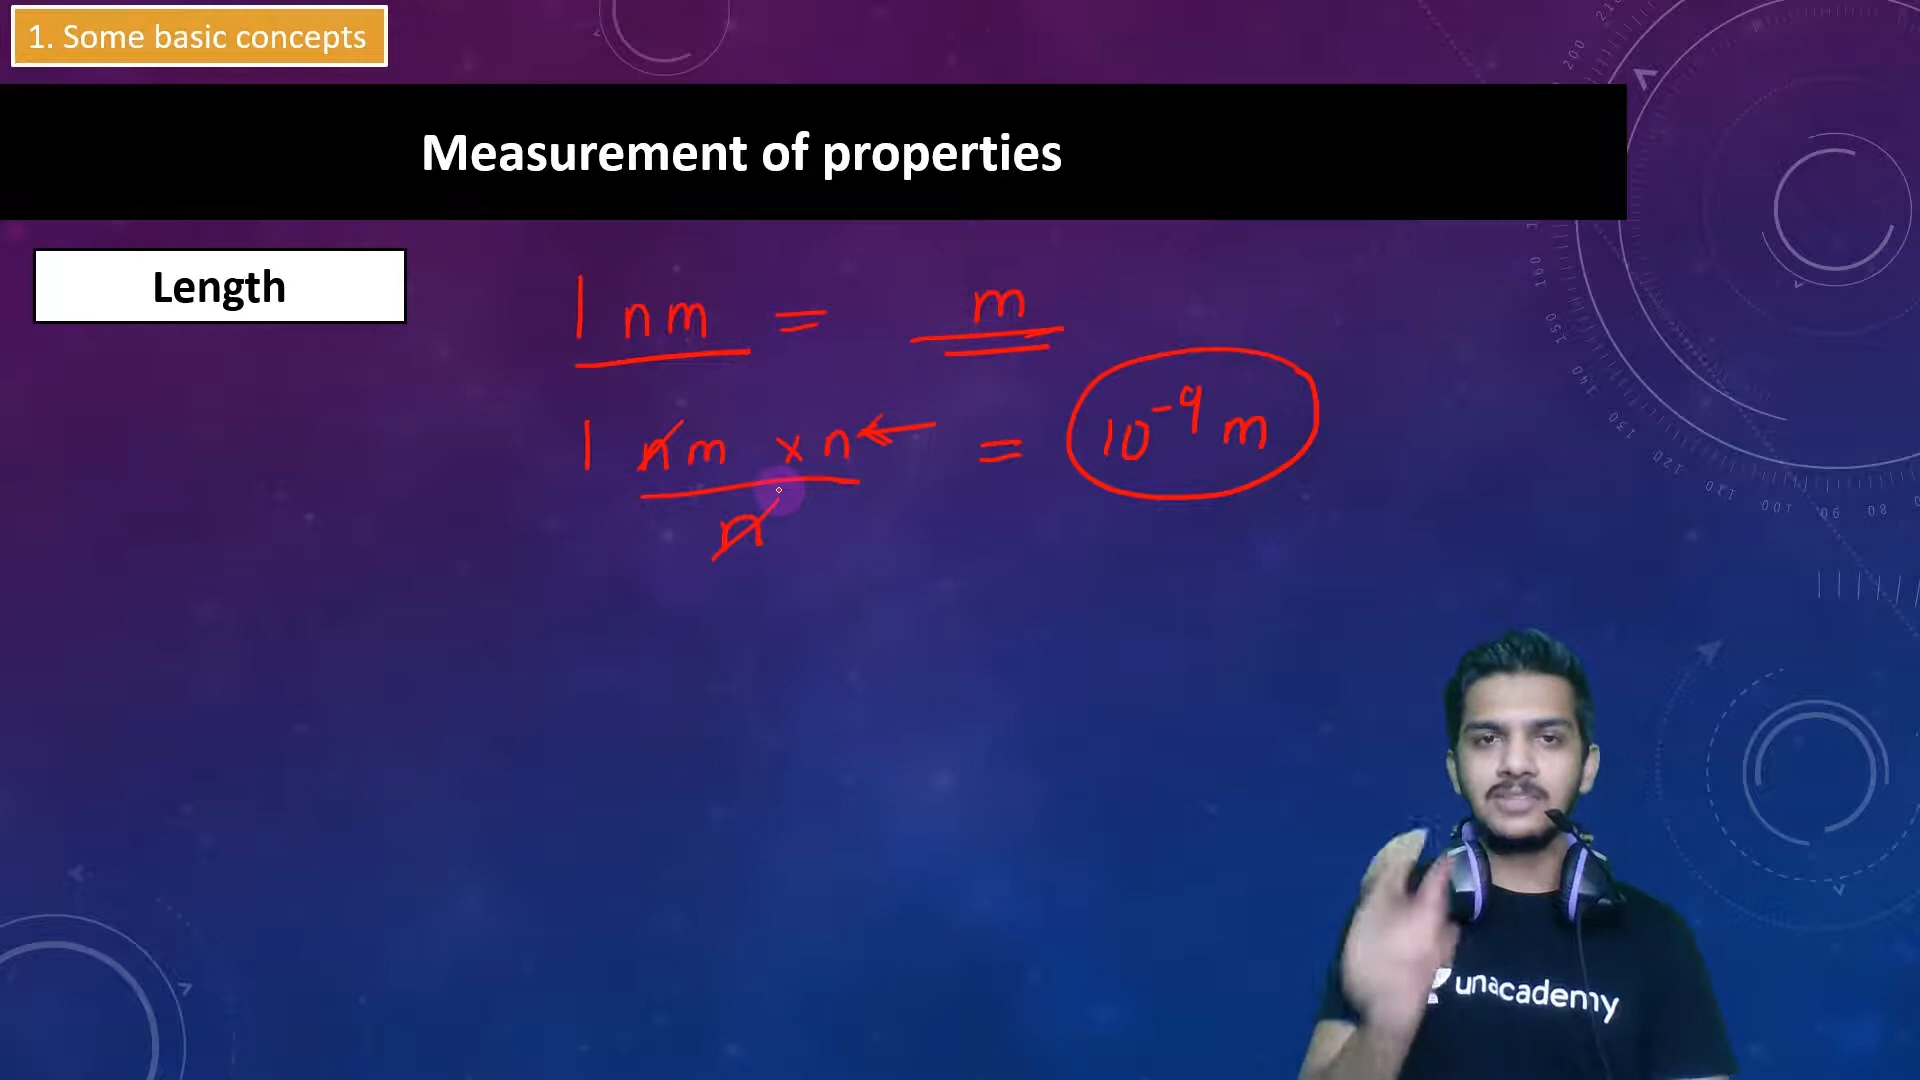 1. Some basic concepts
Measurement of properties
Length
1 nm = m
1 nm x n = 10⁻⁹ m
n
unacademy